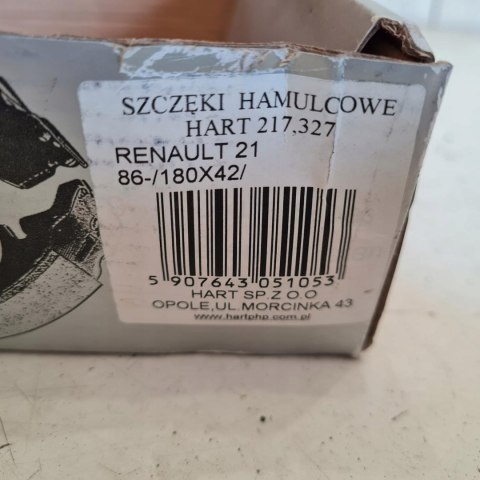 SZCZĘKI HAMULCOWE
HART 217,327
RENAULT 21
86-/180X42/
5 907643 051053
HART SP.Z O.O
OPOLE,UL.MORCINKA 43
www.hartphp.com.pl